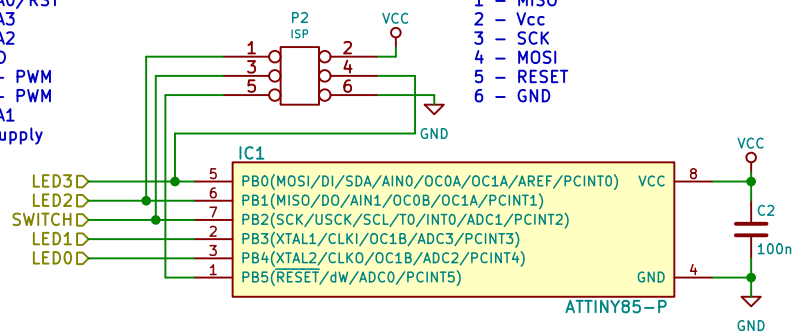 A0/RST
A3
A2
- PWM
- PWM
A1
upply
P2
ISP
VCC
1 2
3 4
5 6
GND
1 - MISO
2 - Vcc
3 - SCK
4 - MOSI
5 - RESET
6 - GND
IC1
LED3 5 PB0(MOSI/DI/SDA/AIN0/OC0A/OC1A/AREF/PCINT0) VCC 8
LED2 6 PB1(MISO/DO/AIN1/OC0B/OC1A/PCINT1)
SWITCH 7 PB2(SCK/USCK/SCL/T0/INT0/ADC1/PCINT2)
LED1 2 PB3(XTAL1/CLKI/OC1B/ADC3/PCINT3)
LED0 3 PB4(XTAL2/CLKO/OC1B/ADC2/PCINT4)
1 PB5(RESET/dW/ADC0/PCINT5) GND 4
ATTINY85-P
VCC
C2
100n
GND